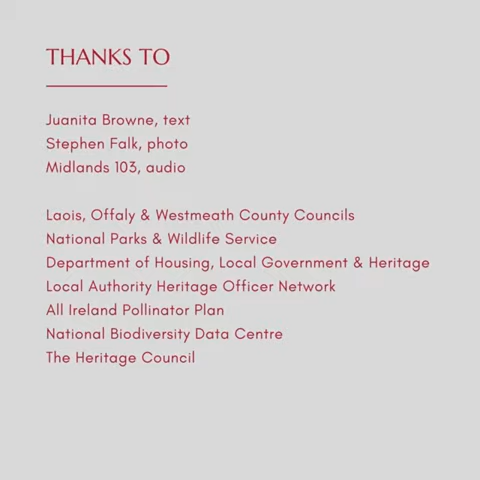 THANKS TO
Juanita Browne, text
Stephen Falk, photo
Midlands 103, audio
Laois, Offaly & Westmeath County Councils
National Parks & Wildlife Service
Department of Housing, Local Government & Heritage
Local Authority Heritage Officer Network
All Ireland Pollinator Plan
National Biodiversity Data Centre
The Heritage Council